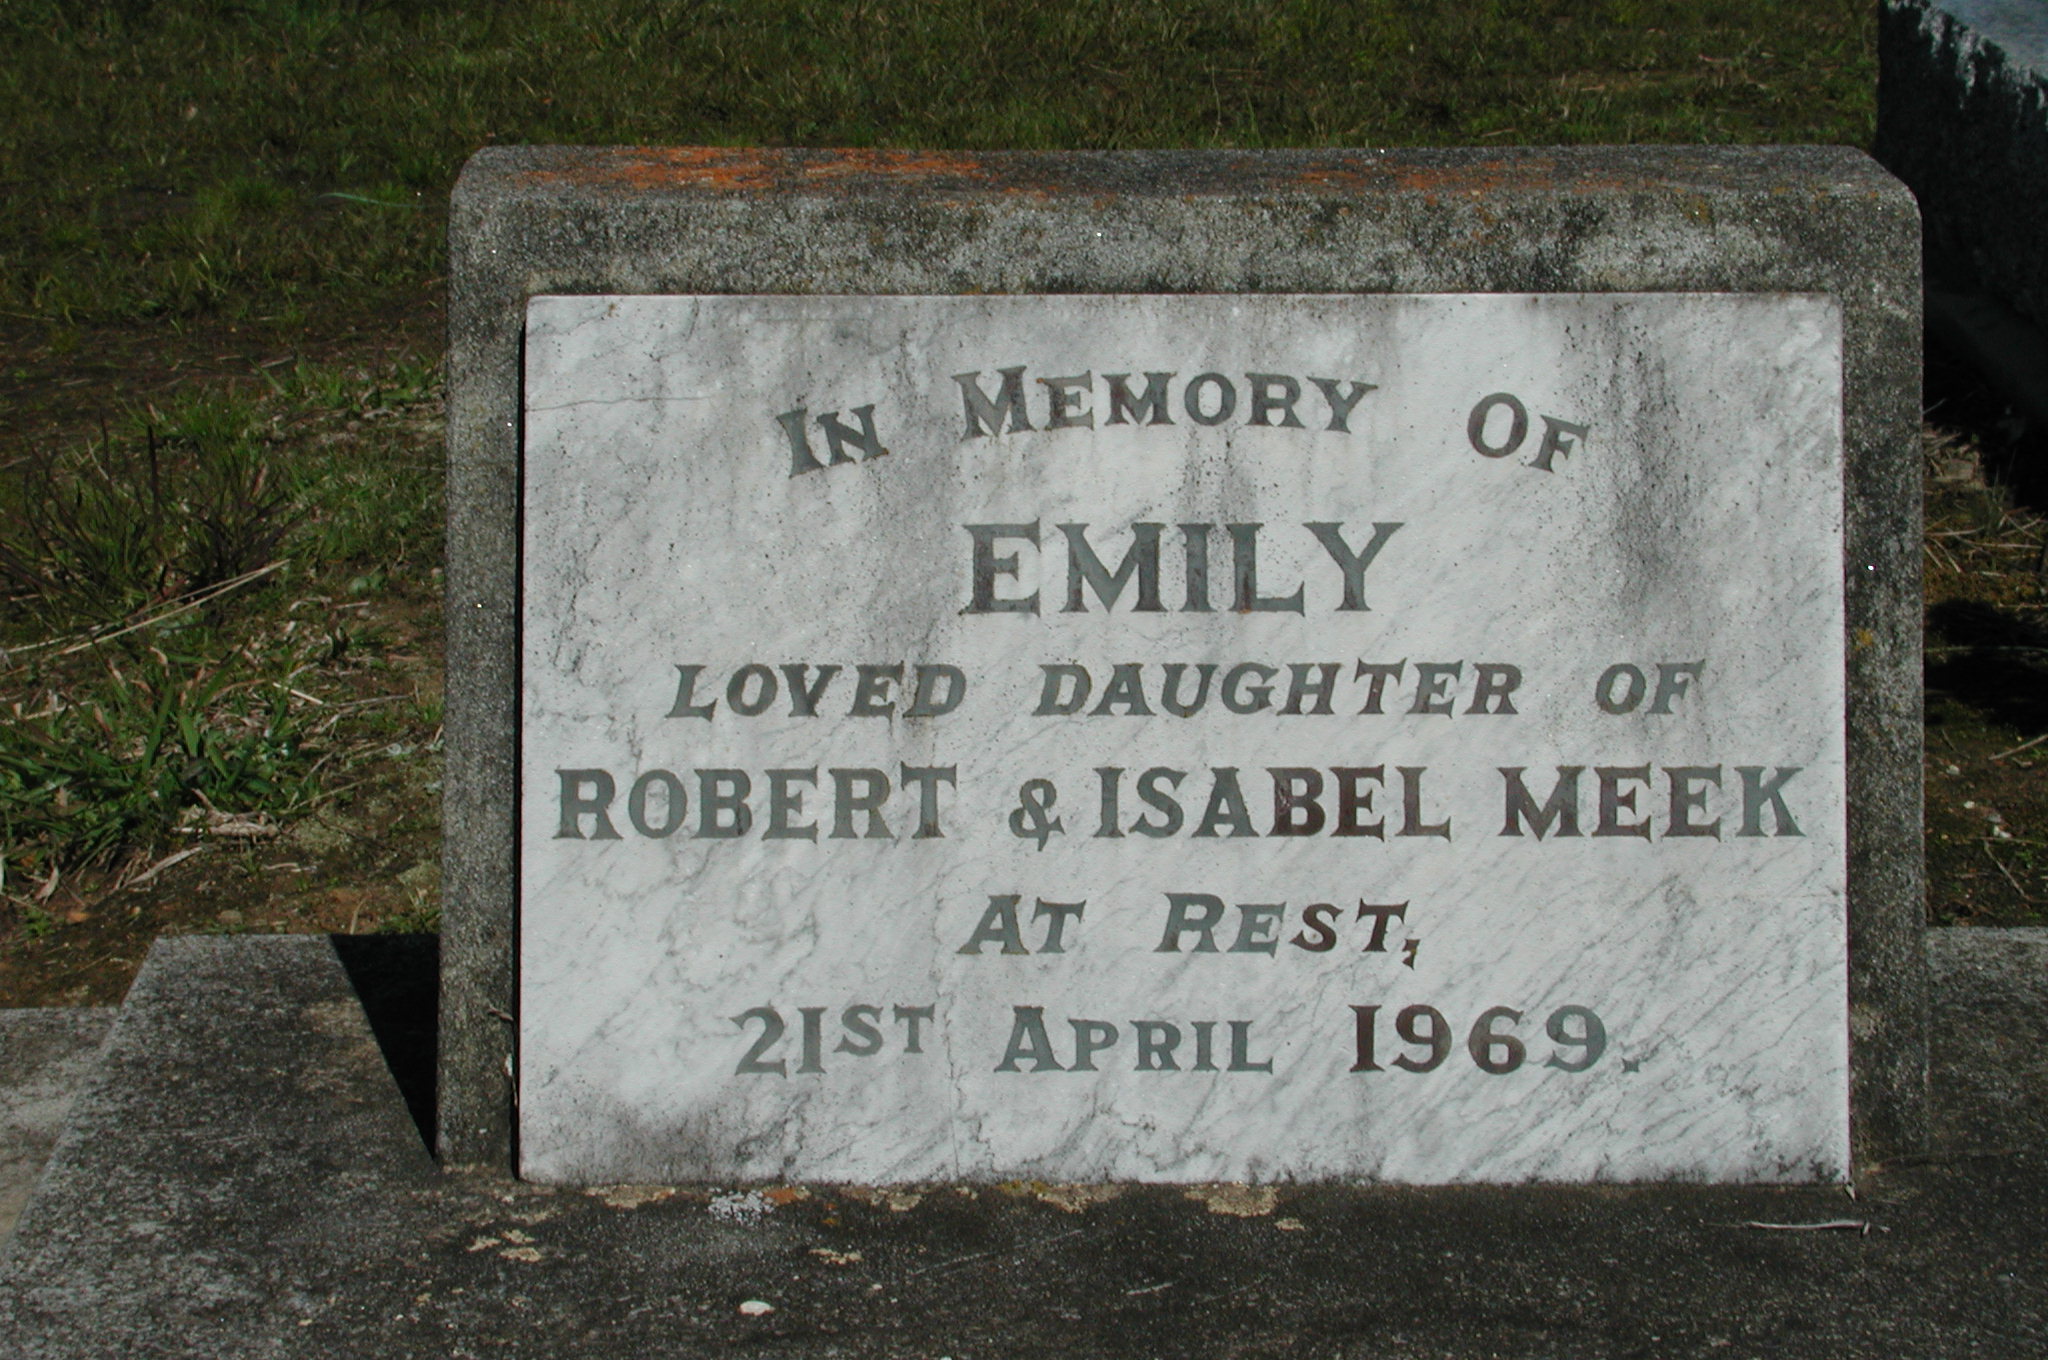 IN MEMORY OF
EMILY
LOVED DAUGHTER OF
ROBERT & ISABEL MEEK
AT REST,
21ST APRIL 1969.